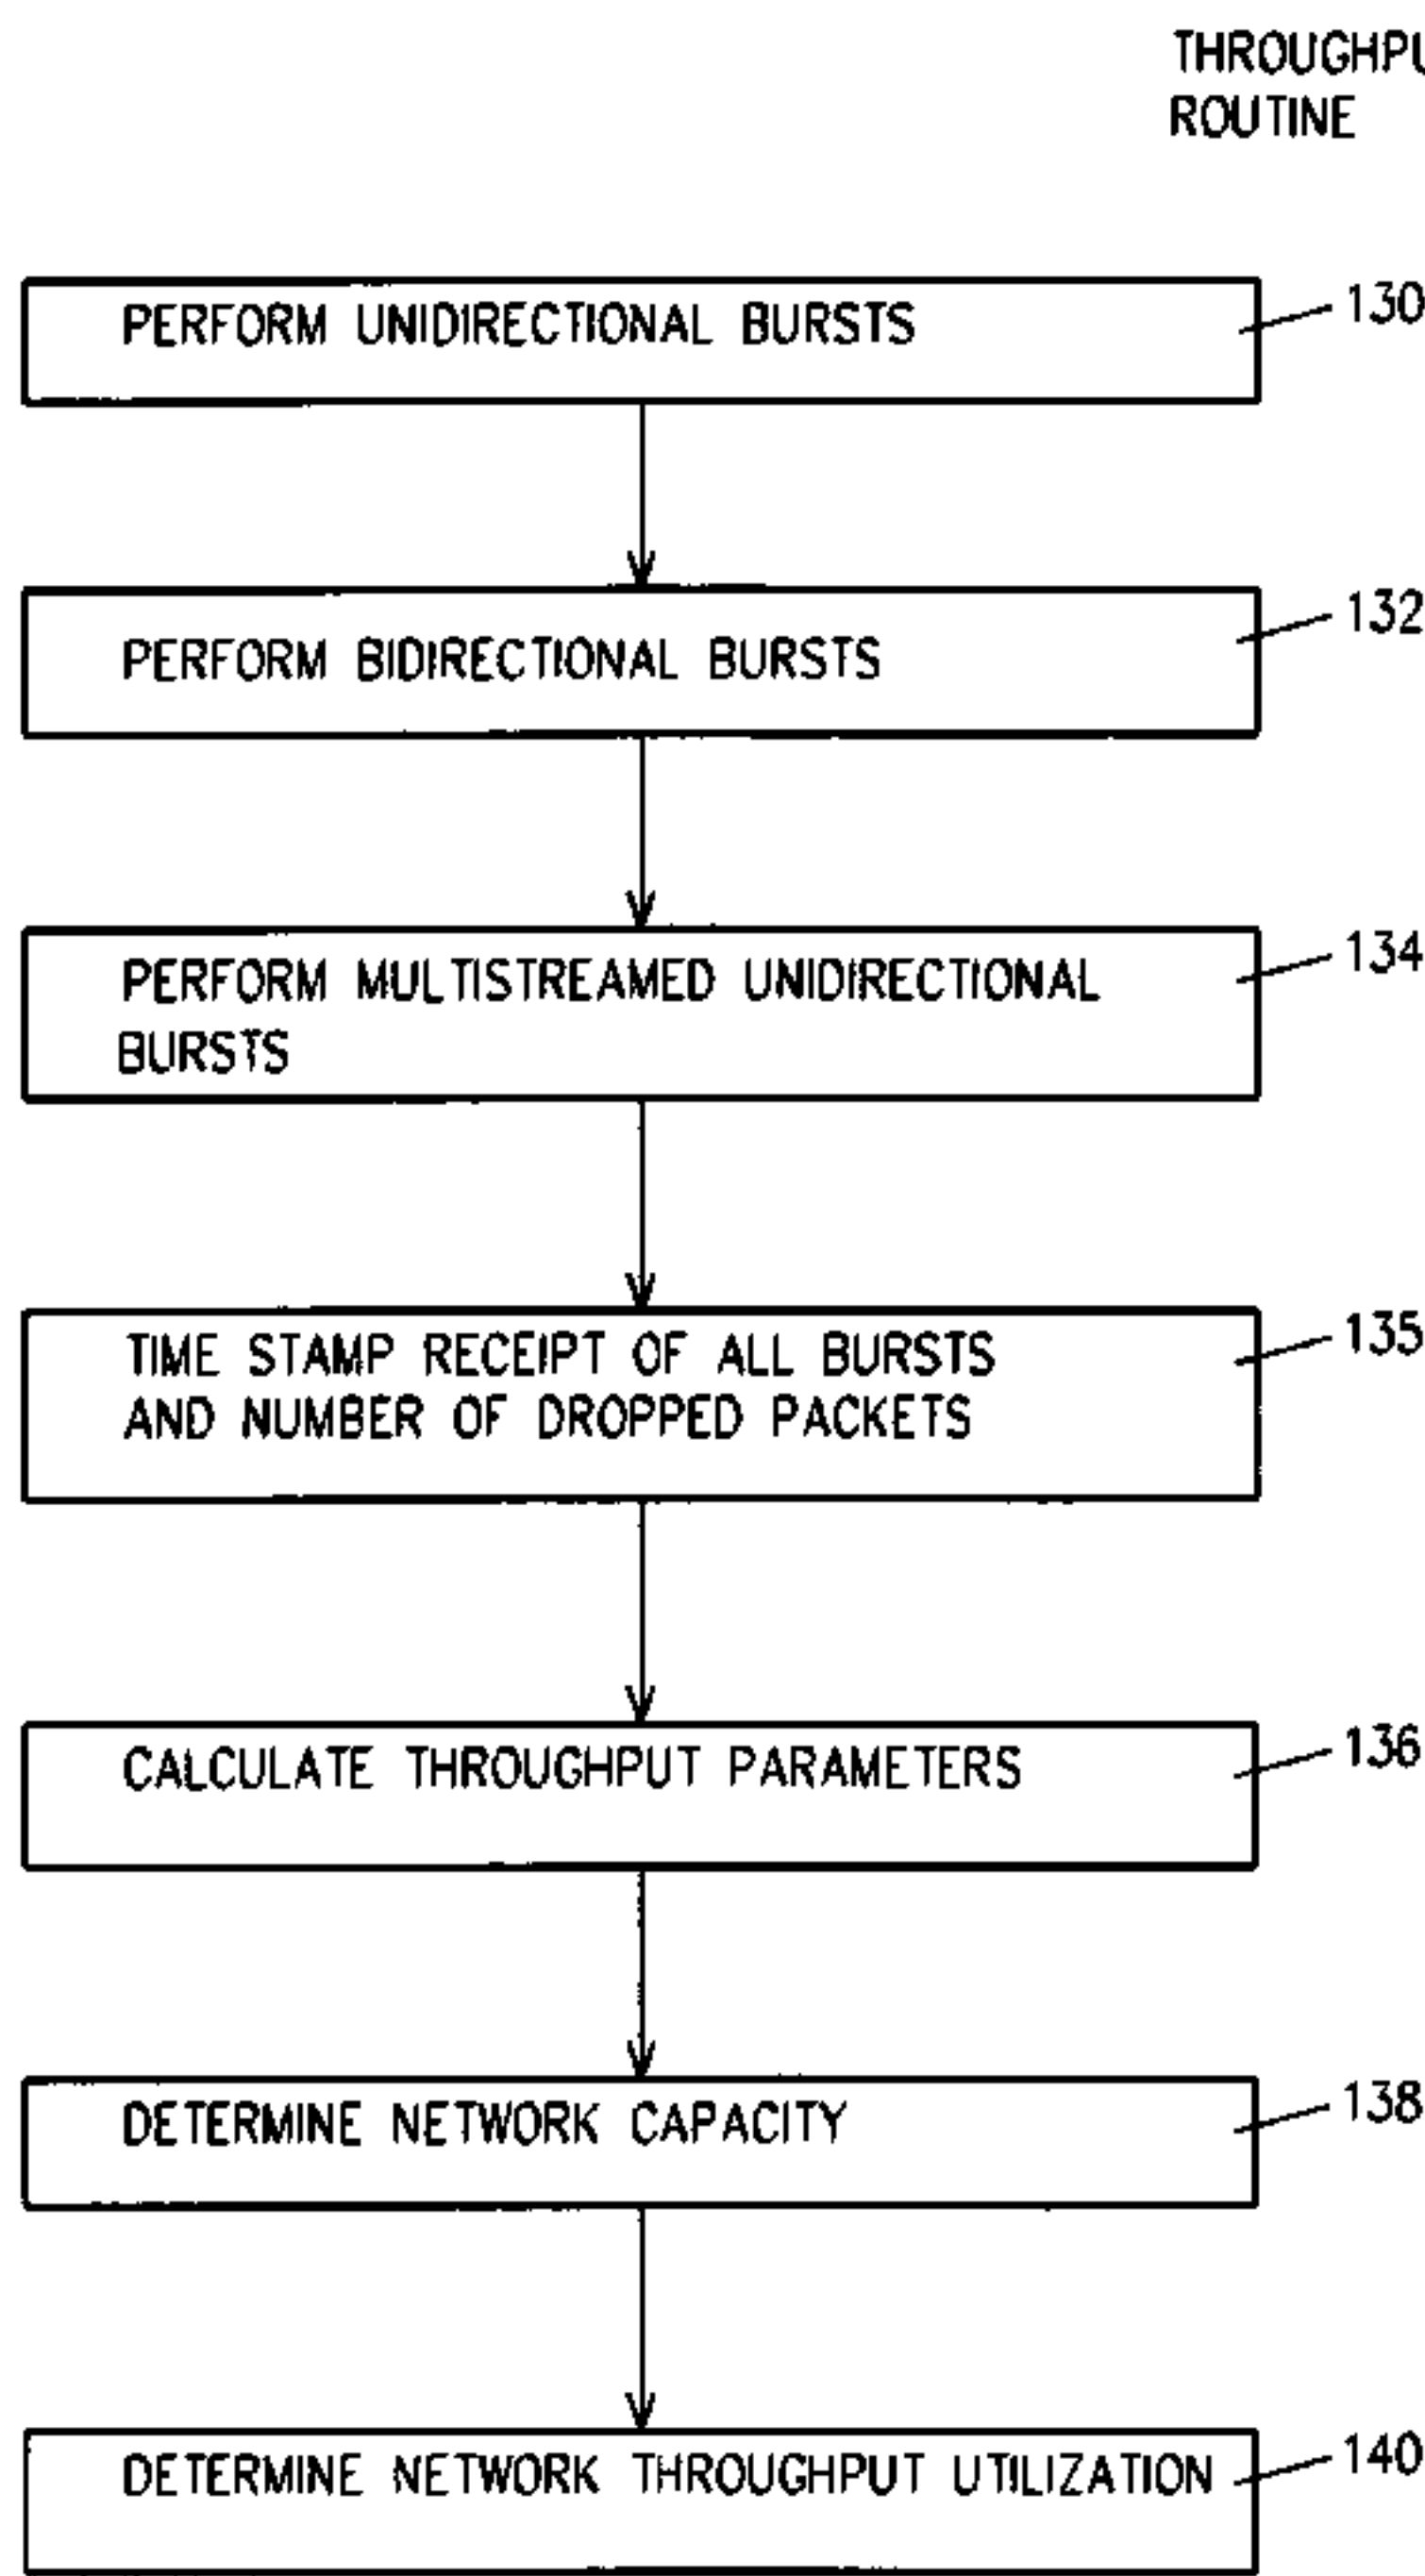 ROUTINE
PERFORM UNIDIRECTIONAL BURSTS
130
PERFORM BIDIRECTIONAL BURSTS
132
PERFORM MULTISTREAMED UNIDIRECTIONAL
BURSTS
134
TIME STAMP RECEIPT OF ALL BURSTS
AND NUMBER OF DROPPED PACKETS
135
CALCULATE THROUGHPUT PARAMETERS
136
DETERMINE NETWORK CAPACITY
138
DETERMINE NETWORK THROUGHPUT UTILIZATION
140